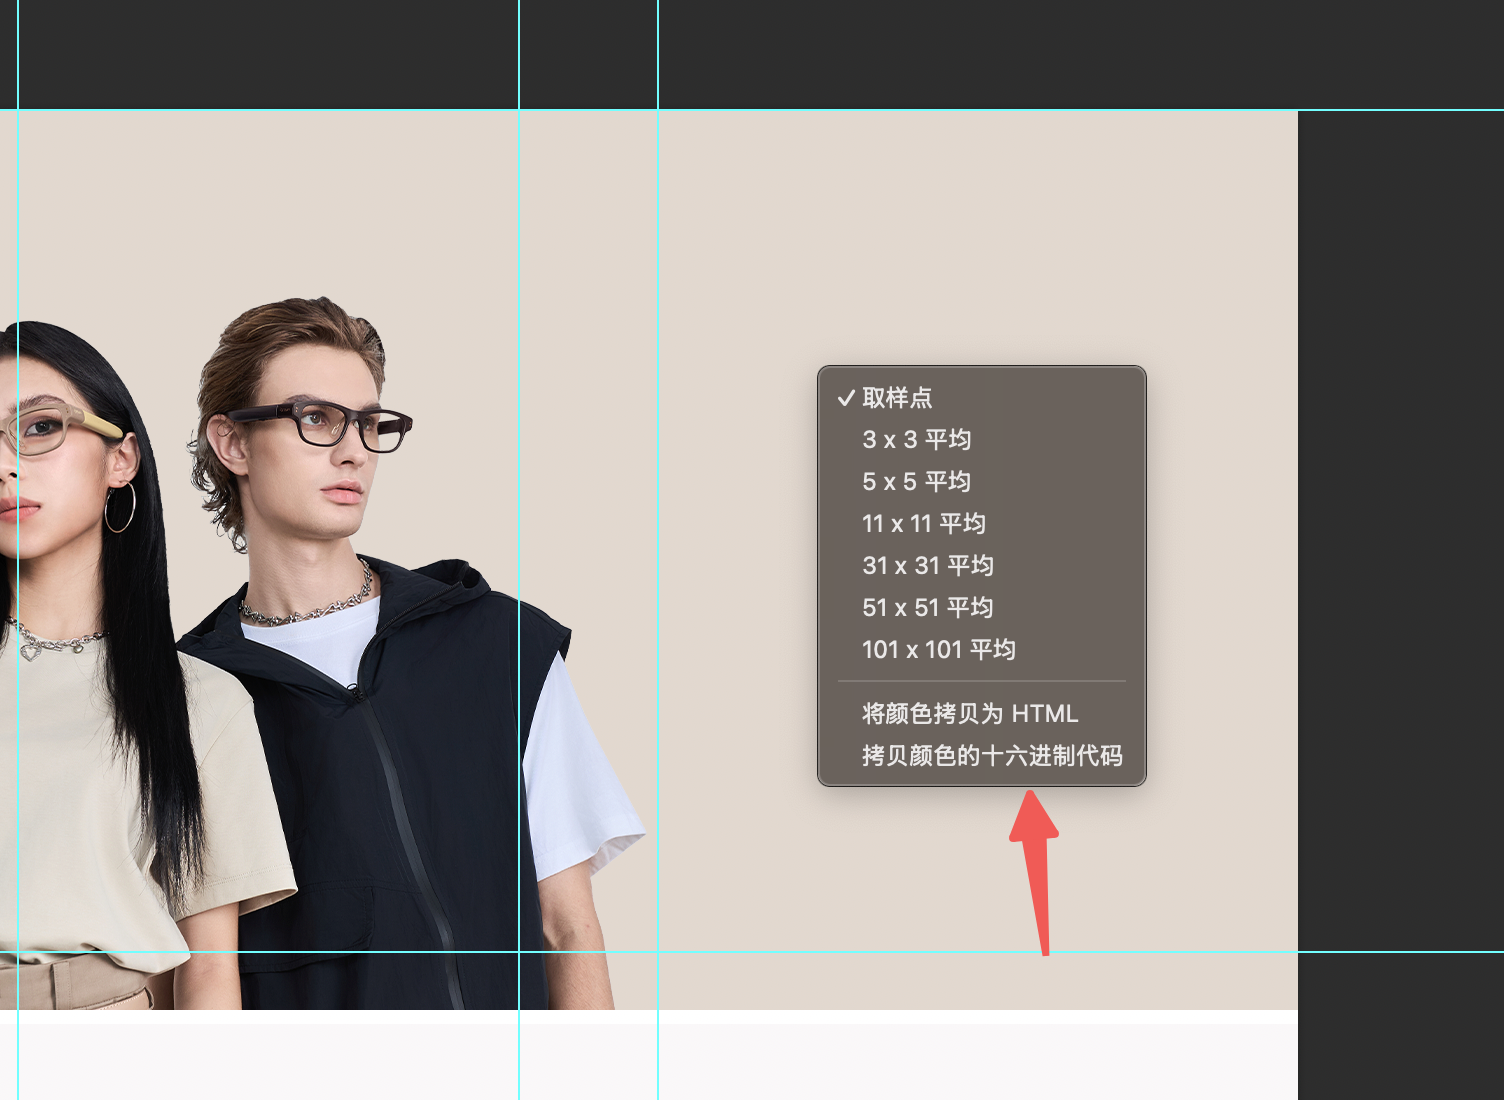 取样点
3 x 3 平均
5 x 5 平均
11 x 11 平均
31 x 31 平均
51 x 51 平均
101 x 101 平均
将颜色拷贝为 HTML
拷贝颜色的十六进制代码